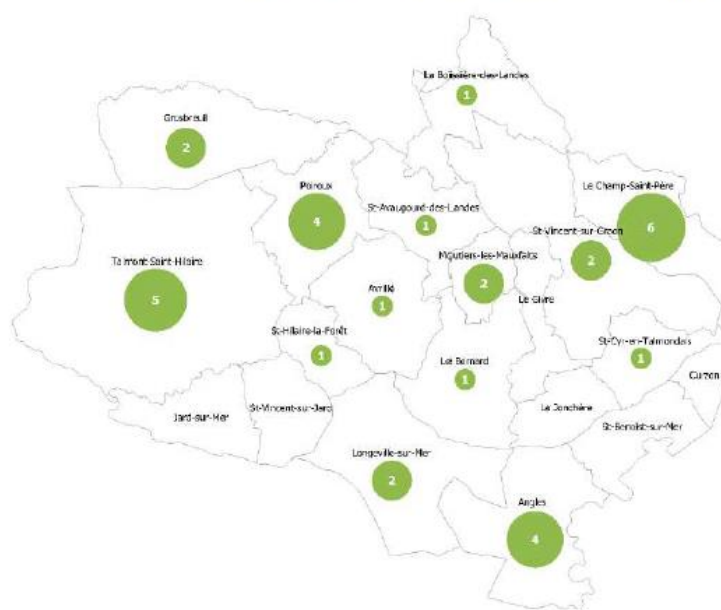 La Boissière-des-Landes
1
Grosbreuil
2
Poiroux
4
Le Champ-Saint-Père
6
St-Avaugourd-des-Landes
1
St-Vincent-sur-Graon
2
Talmont-Saint-Hilaire
5
Moutiers-les-Mauxfaits
2
Avrillé
1
Le Givre
St-Hilaire-la-Forêt
1
St-Cyr-en-Talmondais
1
Le Bernard
1
Curzon
Jard-sur-Mer
St-Vincent-sur-Jard
La Jonchère
St-Benoist-sur-Mer
Longeville-sur-Mer
2
Angles
4